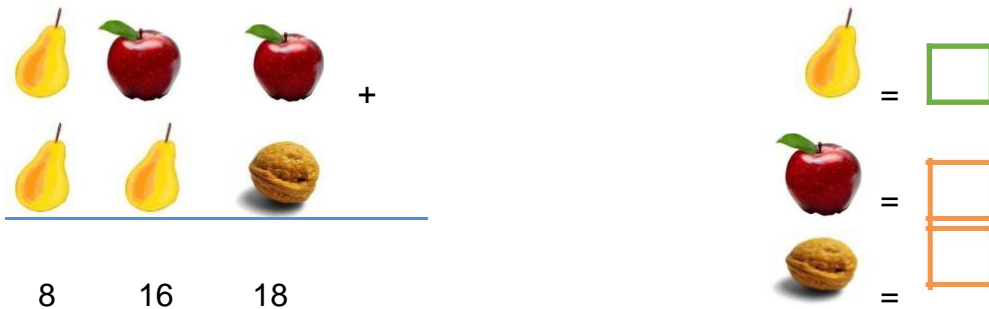 +
=
=
=
8 16 18